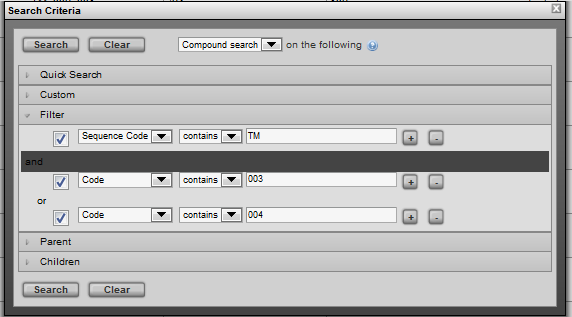 Search Criteria
Search Clear Compound search on the following
Quick Search
Custom
Filter
Sequence Code contains TM + -
and
Code contains 003 + -
or
Code contains 004 + -
Parent
Children
Search Clear